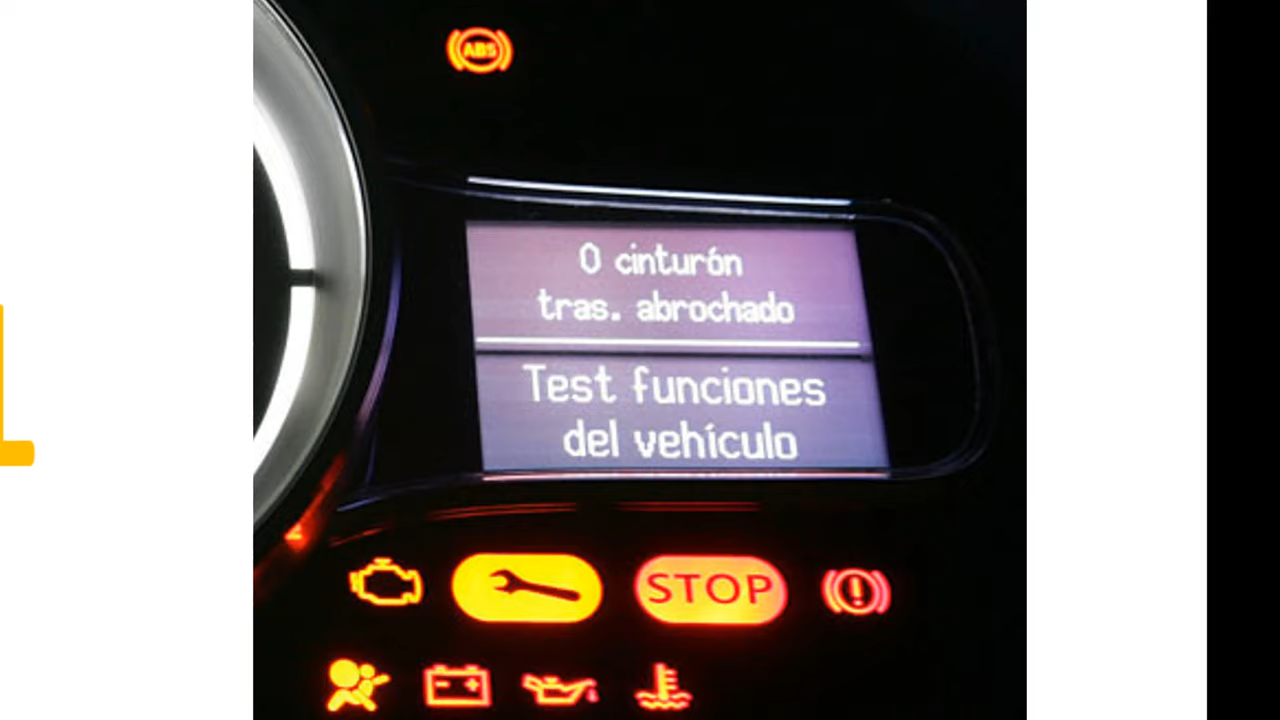 ABS
0 cinturón
tras. abrochado
Test funciones
del vehículo
STOP